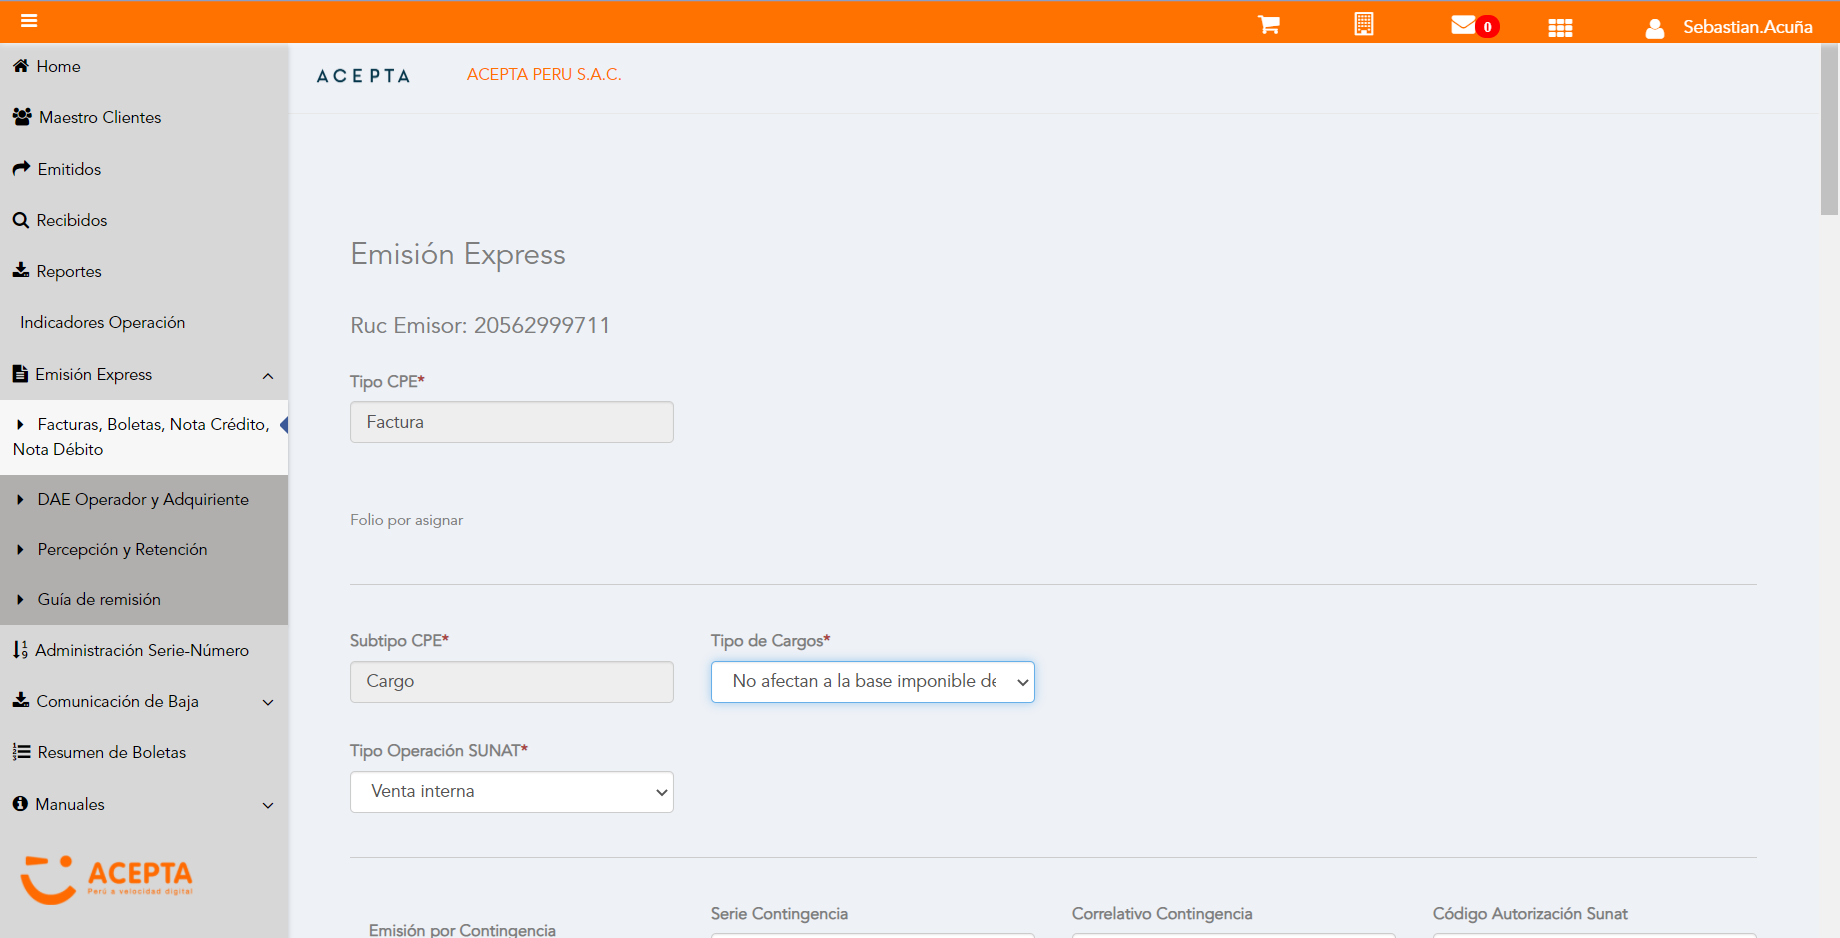 0
Sebastian.Acuña
Home
Maestro Clientes
Emitidos
Recibidos
Reportes
Indicadores Operación
Emisión Express
Facturas, Boletas, Nota Crédito,
Nota Débito
DAE Operador y Adquiriente
Percepción y Retención
Guía de remisión
Administración Serie-Número
Comunicación de Baja
Resumen de Boletas
Manuales
ACEPTA
Perú a velocidad digital
ACEPTA
ACEPTA PERU S.A.C.
Emisión Express
Ruc Emisor: 20562999711
Tipo CPE*
Factura
Folio por asignar
Subtipo CPE*
Tipo de Cargos*
Cargo
No afectan a la base imponible de
Tipo Operación SUNAT*
Venta interna
Emisión por Contingencia
Serie Contingencia
Correlativo Contingencia
Código Autorización Sunat